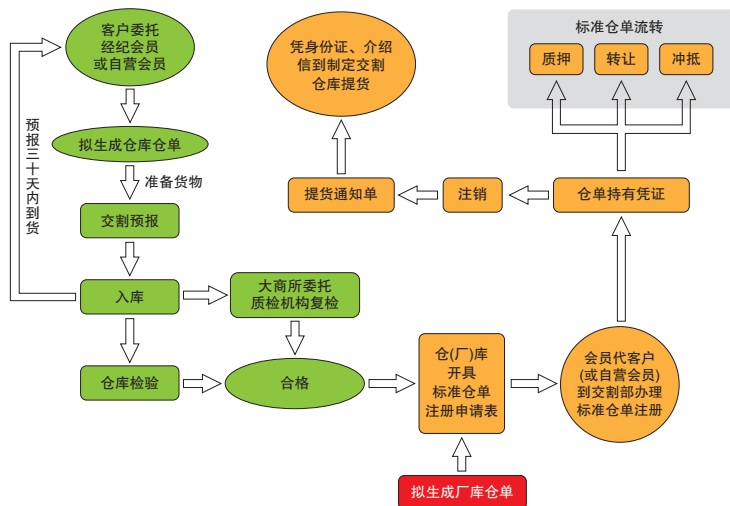 客户委托
经纪会员
或自营会员
拟生成仓库仓单
准备货物
交割预报
预报三十天内到货
入库
大商所委托
质检机构复检
仓库检验
合格
仓(厂)库
开具
标准仓单
注册申请表
拟生成厂库仓单
会员代客户
(或自营会员)
到交割部办理
标准仓单注册
仓单持有凭证
注销
提货通知单
凭身份证、介绍
信到制定交割
仓库提货
标准仓单流转
质押
转让
冲抵